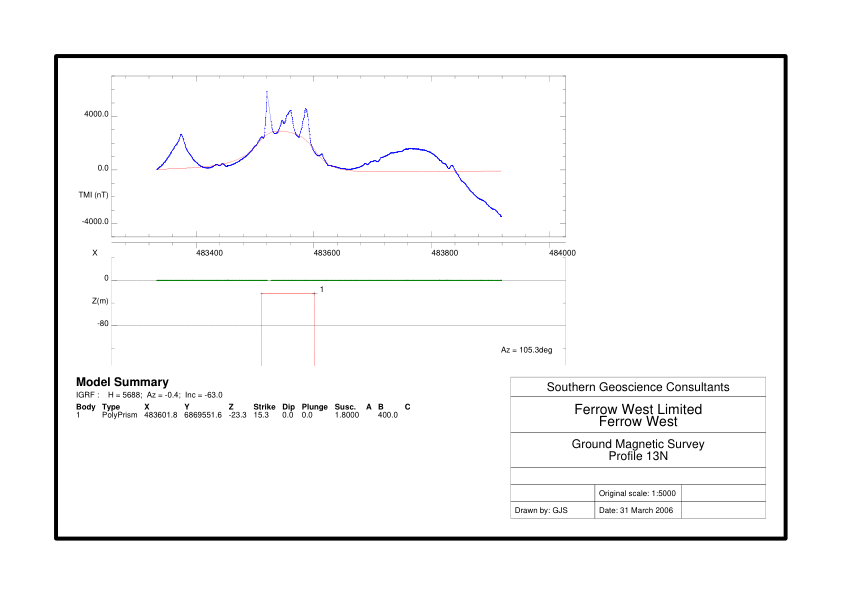 4000.0
0.0
TMI (nT)
-4000.0
X 483400 483600 483800 484000
0
1
Z(m)
-80
Az = 105.3deg
Model Summary
IGRF : H = 5688; Az = -0.4; Inc = -63.0
Body Type X Y Z Strike Dip Plunge Susc. A B C
1 PolyPrism 483601.8 6869551.6 -23.3 15.3 0.0 0.0 1.8000 400.0
Southern Geoscience Consultants
Ferrow West Limited
Ferrow West
Ground Magnetic Survey
Profile 13N
Original scale: 1:5000
Drawn by: GJS Date: 31 March 2006